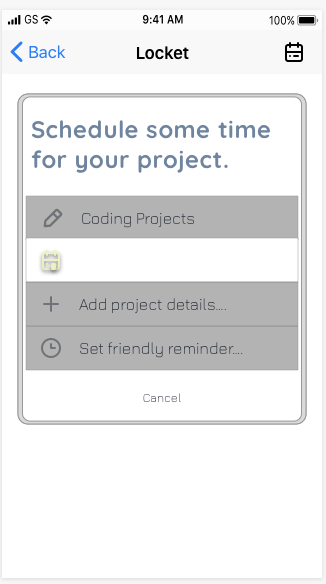 GS 9:41 AM 100%
Back Locket
Schedule some time
for your project.
Coding Projects
Add project details....
Set friendly reminder....
Cancel